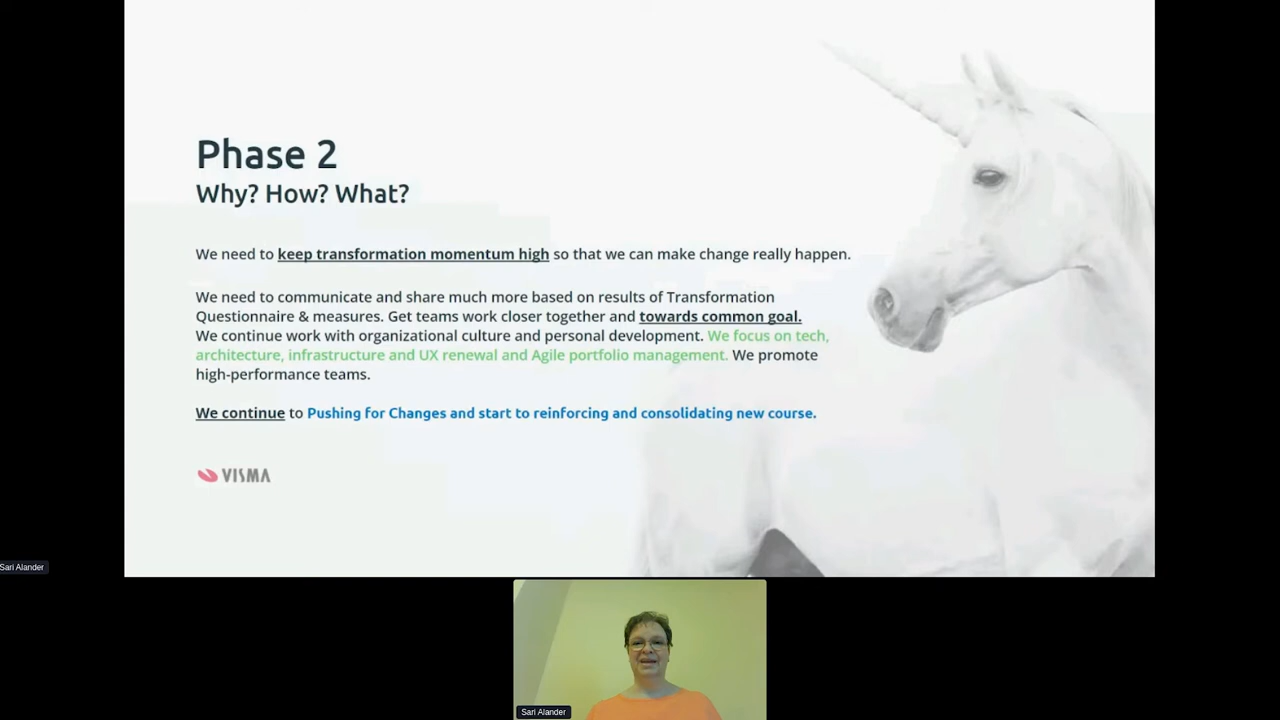 Phase 2
Why? How? What?
We need to keep transformation momentum high so that we can make change really happen.
We need to communicate and share much more based on results of Transformation
Questionnaire & measures. Get teams work closer together and towards common goal.
We continue work with organizational culture and personal development. We focus on tech,
architecture, infrastructure and UX renewal and Agile portfolio management. We promote
high-performance teams.
We continue to Pushing for Changes and start to reinforcing and consolidating new course.
VISMA
Sari Alander
Sari Alander